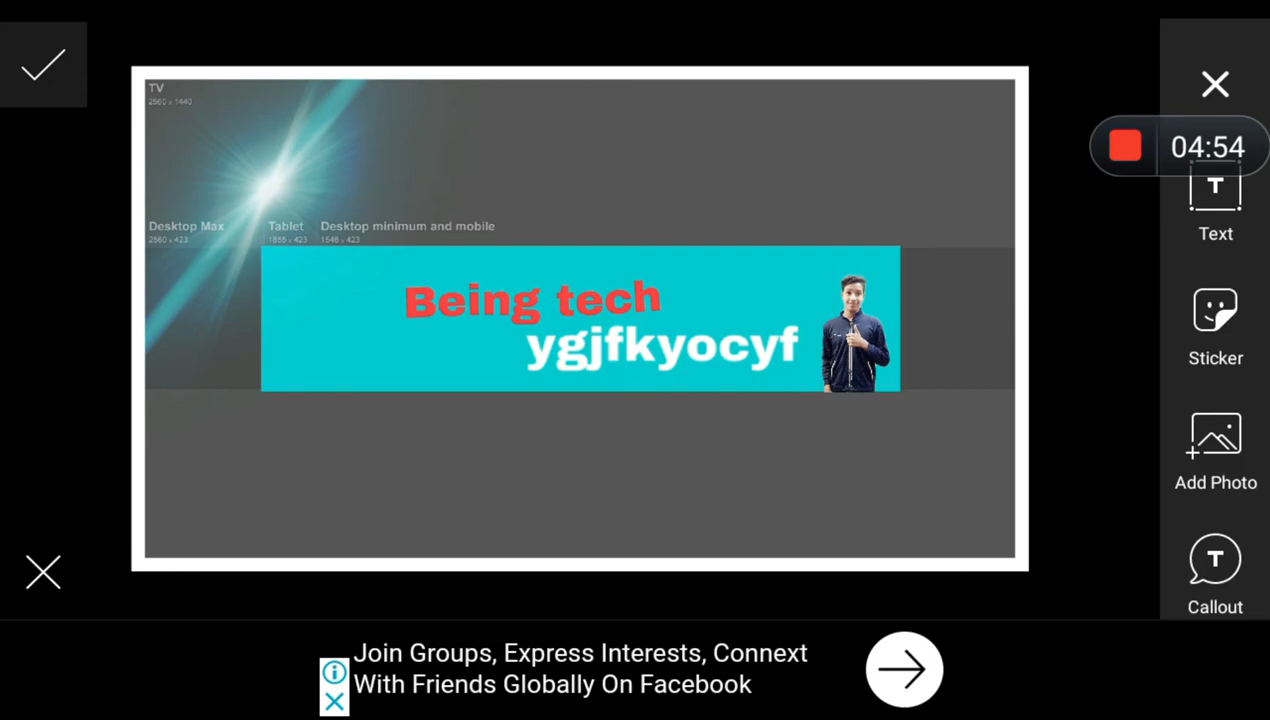 TV
2560 x 1440
04:54
T
Text
Desktop Max
Tablet
Desktop minimum and mobile
2560 x 423
1855 x 423
1546 x 423
Being tech
ygjfkyocyf
Sticker
Add Photo
T
Callout
Join Groups, Express Interests, Connext
With Friends Globally On Facebook